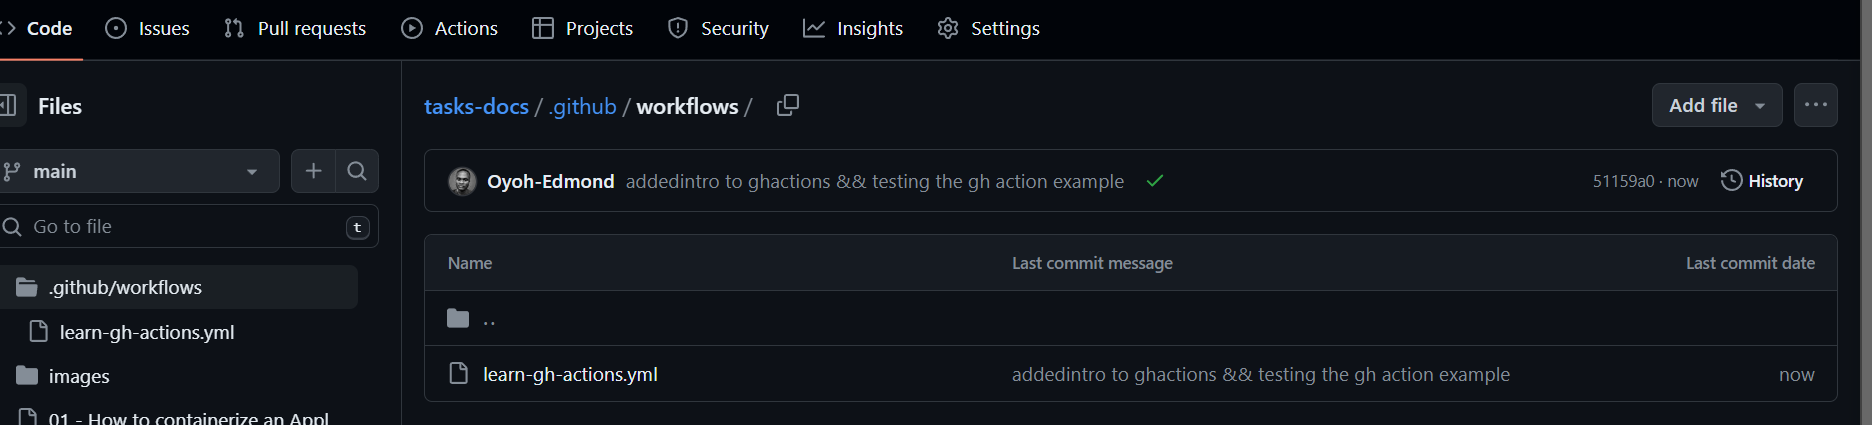 Code Issues Pull requests Actions Projects Security Insights Settings
Files
main
Go to file t
.github/workflows
learn-gh-actions.yml
images
01 - How to containerize an Appl
tasks-docs / .github / workflows /
Add file
Oyoh-Edmond addedintro to ghactions && testing the gh action example
51159a0 · now History
Name Last commit message Last commit date
..
learn-gh-actions.yml addedintro to ghactions && testing the gh action example now